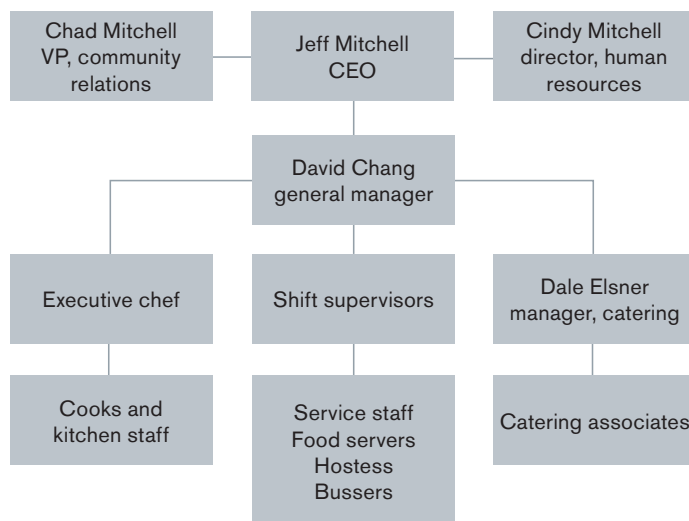 Chad Mitchell
VP, community
relations
Jeff Mitchell
CEO
Cindy Mitchell
director, human
resources
David Chang
general manager
Executive chef
Shift supervisors
Dale Elsner
manager, catering
Cooks and
kitchen staff
Service staff
Food servers
Hostess
Bussers
Catering associates